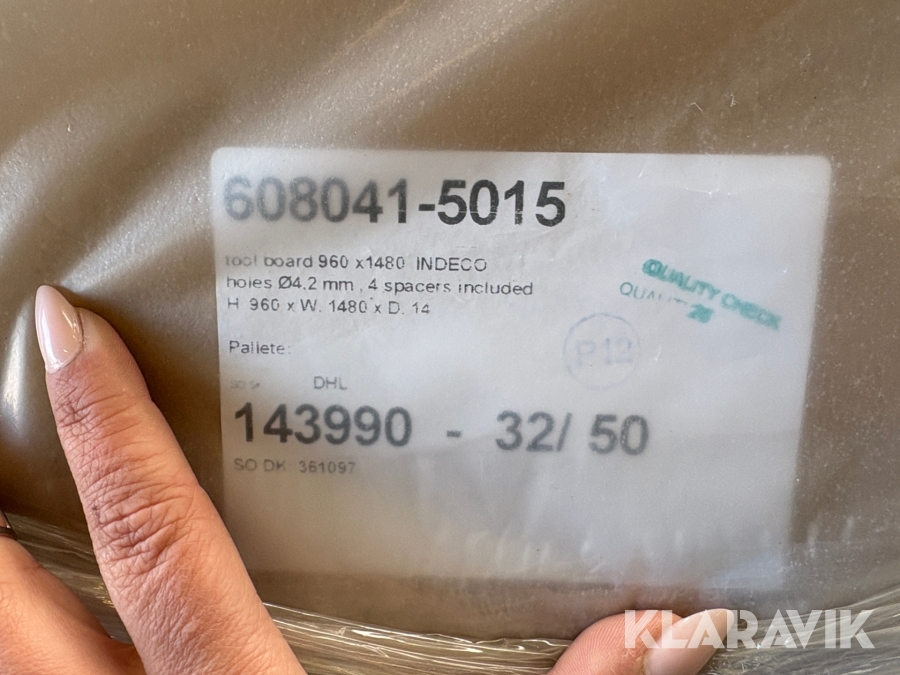 608041-5015
tool board 960 x1480 INDECO
holes Ø4.2 mm , 4 spacers included
H. 960 x W. 1480 x D. 14
QUALITY CHECK
26
P12
Pallete:
DHL
143990 - 32/ 50
SO DK: 361097
KLARAVIK